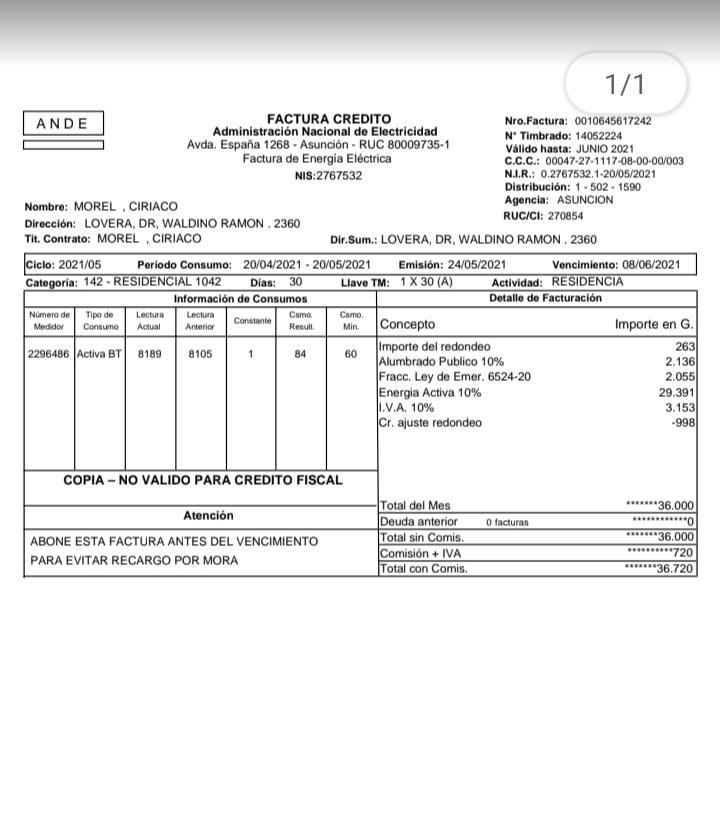 1/1
ANDE
FACTURA CREDITO
Administración Nacional de Electricidad
Avda. España 1268 - Asunción - RUC 80009735-1
Factura de Energía Eléctrica
NIS:2767532
Nro.Factura: 0010645617242
N° Timbrado: 14052224
Válido hasta: JUNIO 2021
C.C.C.: 00047-27-1117-08-00-00/003
N.I.R.: 0.2767532.1-20/05/2021
Distribución: 1 - 502 - 1590
Agencia: ASUNCION
RUC/CI: 270854
Nombre: MOREL , CIRIACO
Dirección: LOVERA, DR, WALDINO RAMON . 2360
Tit. Contrato: MOREL , CIRIACO Dir.Sum.: LOVERA, DR, WALDINO RAMON . 2360
Ciclo: 2021/05 Periodo Consumo: 20/04/2021 - 20/05/2021 Emisión: 24/05/2021 Vencimiento: 08/06/2021
Categoría: 142 - RESIDENCIAL 1042 Días: 30 Llave TM: 1 X 30 (A) Actividad: RESIDENCIA
Información de Consumos
Número de Medidor Tipo de Consumo Lectura Actual Lectura Anterior Constante Csmo. Result. Csmo. Min.
2296486 Activa BT 8189 8105 1 84 60
COPIA – NO VALIDO PARA CREDITO FISCAL
Atención
ABONE ESTA FACTURA ANTES DEL VENCIMIENTO
PARA EVITAR RECARGO POR MORA
Detalle de Facturación
Concepto Importe en G.
Importe del redondeo 263
Alumbrado Publico 10% 2.136
Fracc. Ley de Emer. 6524-20 2.055
Energia Activa 10% 29.391
I.V.A. 10% 3.153
Cr. ajuste redondeo -998
Total del Mes *******36.000
Deuda anterior 0 facturas ************0
Total sin Comis. *******36.000
Comisión + IVA **********720
Total con Comis. *******36.720